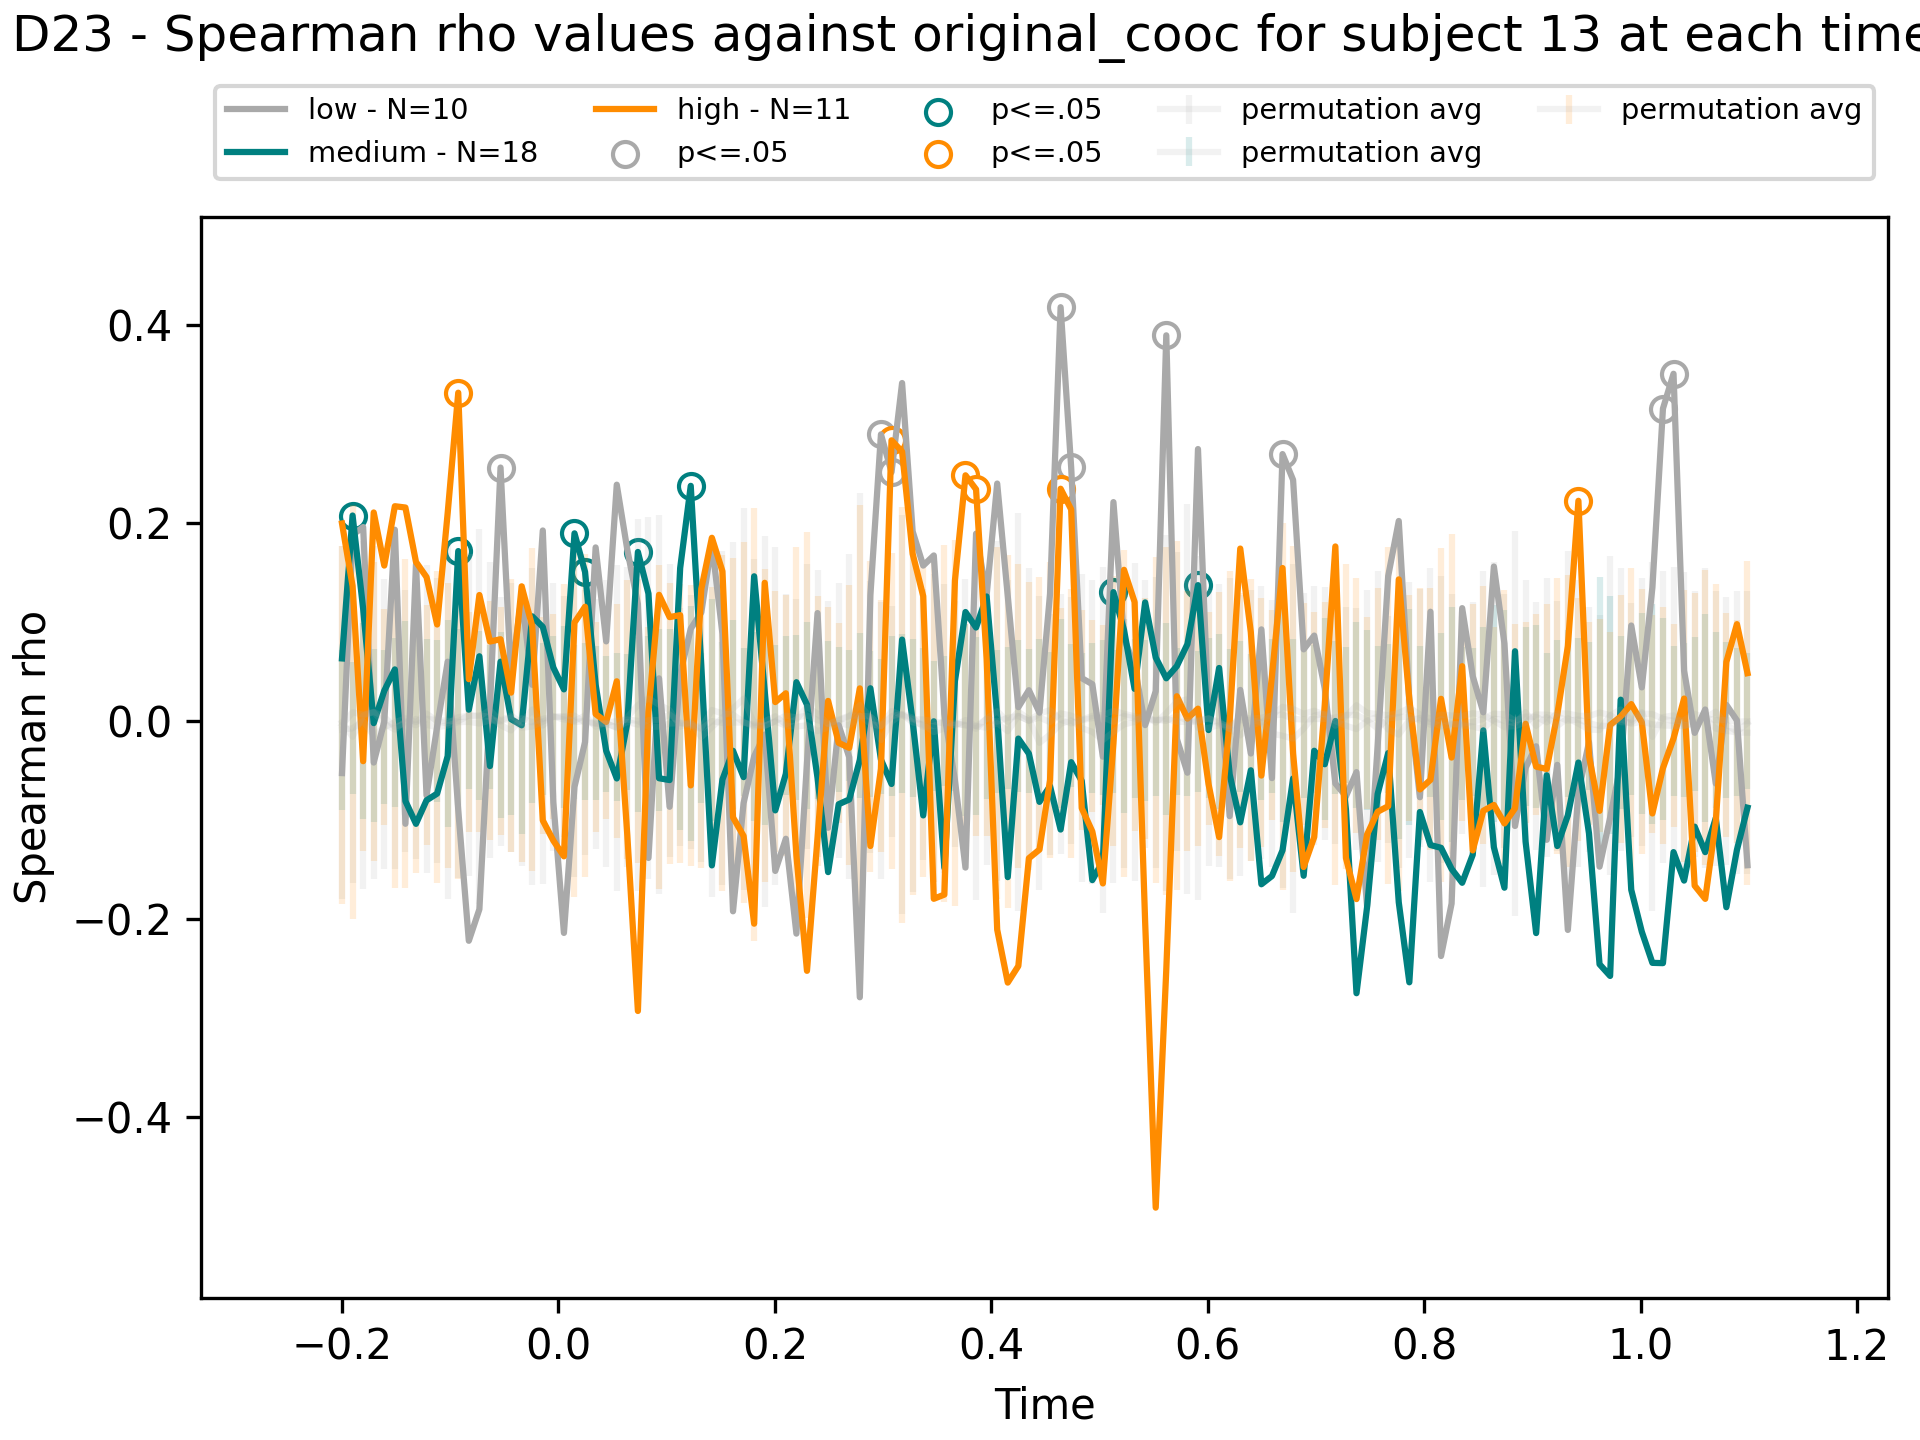 D23 - Spearman rho values against original_cooc for subject 13 at each time
low - N=10
high - N=11
p<=.05
permutation avg
permutation avg
medium - N=18
p<=.05
p<=.05
permutation avg
0.4
0.2
0.0
−0.2
−0.4
Spearman rho
−0.2
0.0
0.2
0.4
0.6
0.8
1.0
1.2
Time